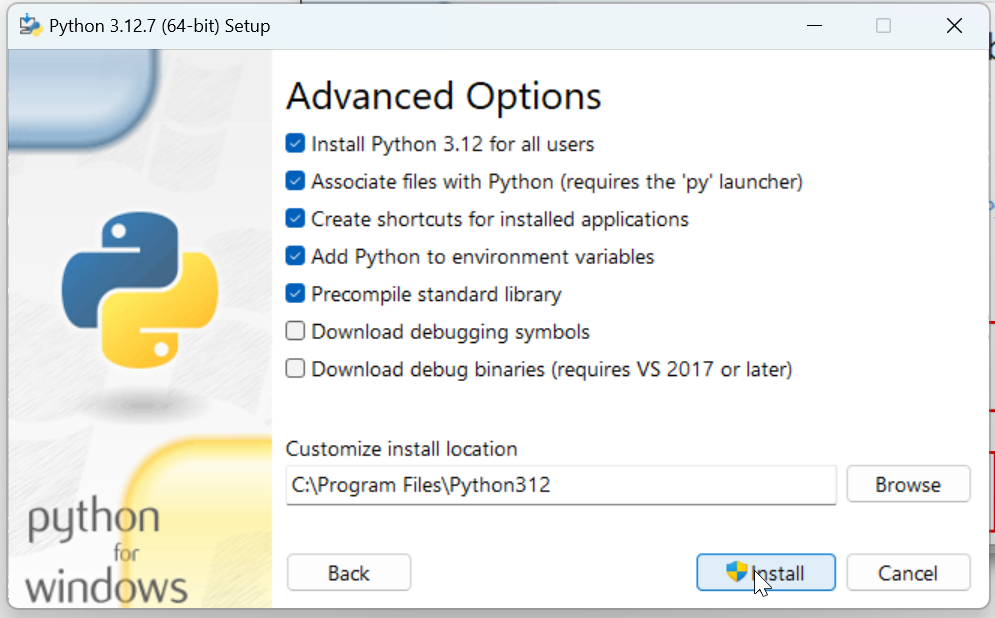 Python 3.12.7 (64-bit) Setup
Advanced Options
Install Python 3.12 for all users
Associate files with Python (requires the 'py' launcher)
Create shortcuts for installed applications
Add Python to environment variables
Precompile standard library
Download debugging symbols
Download debug binaries (requires VS 2017 or later)
Customize install location
C:\Program Files\Python312
Browse
python
for
windows
Back
Install
Cancel